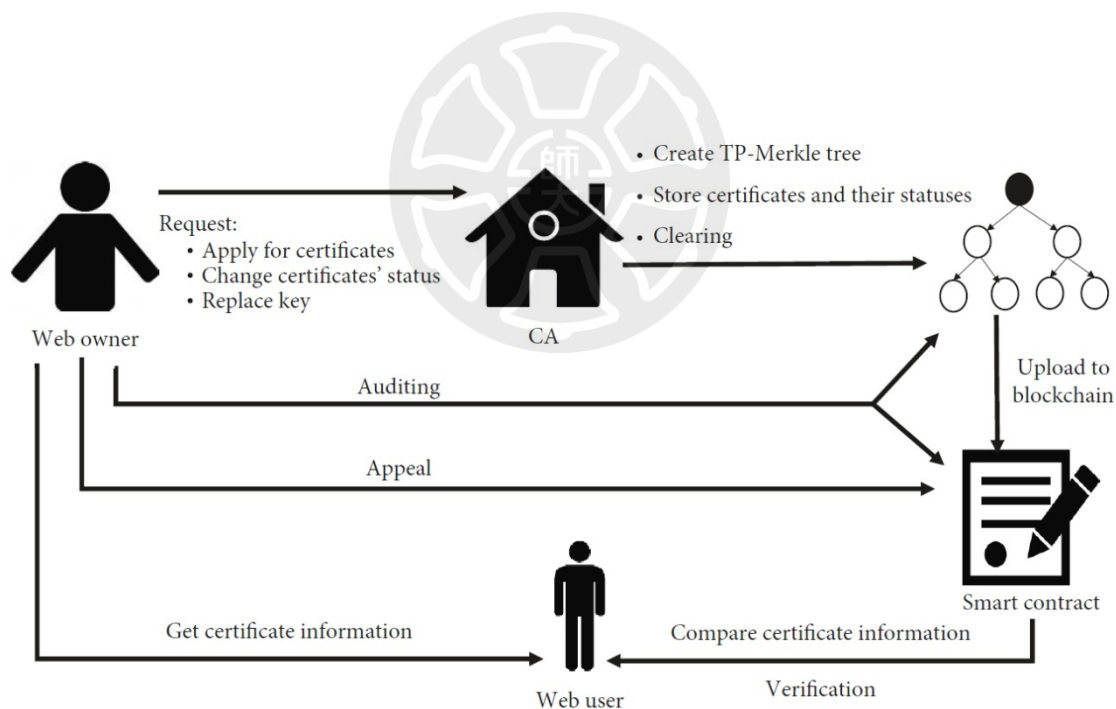 師大
• Create TP-Merkle tree
• Store certificates and their statuses
• Clearing
Request:
• Apply for certificates
• Change certificates’ status
• Replace key
Web owner
CA
Upload to
blockchain
Auditing
Appeal
Smart contract
Get certificate information
Compare certificate information
Verification
Web user